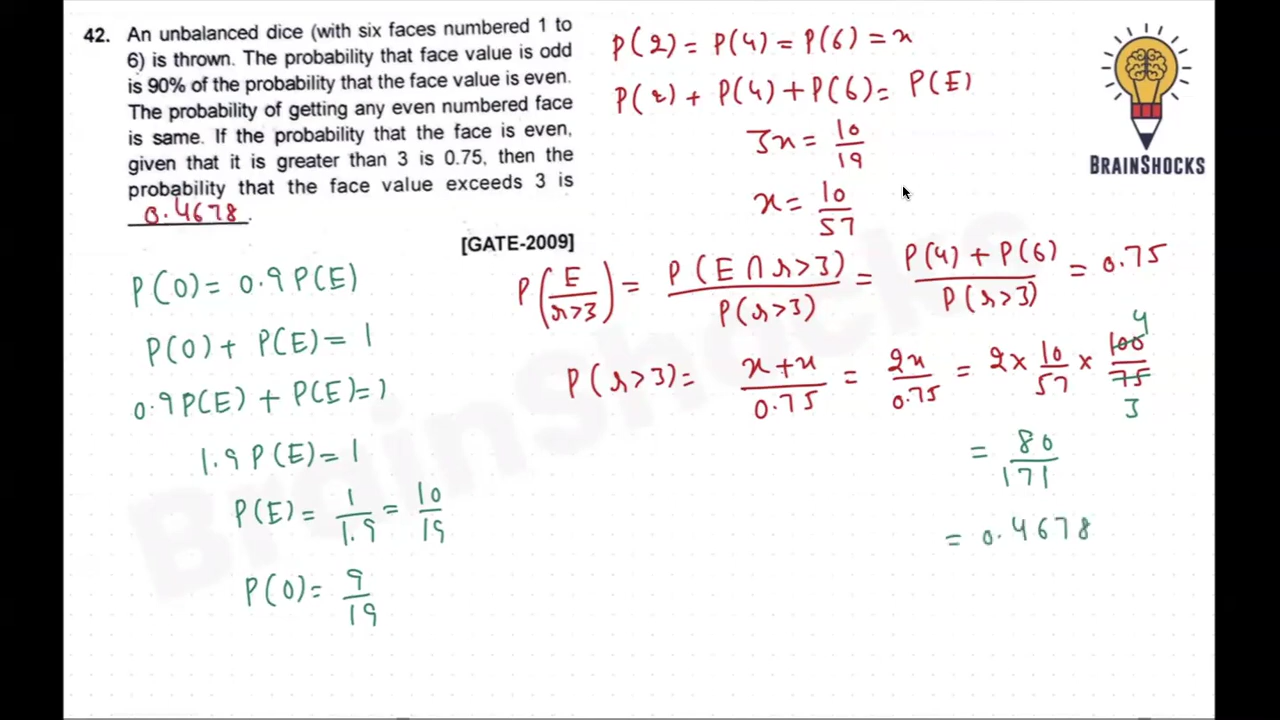 42. An unbalanced dice (with six faces numbered 1 to
6) is thrown. The probability that face value is odd
is 90% of the probability that the face value is even.
The probability of getting any even numbered face
is same. If the probability that the face is even,
given that it is greater than 3 is 0.75, then the
probability that the face value exceeds 3 is
0.4678.
[GATE-2009]
P(O) = 0.9 P(E)
P(O) + P(E) = 1
0.9 P(E) + P(E) = 1
1.9 P(E) = 1
P(E) = 1/1.9 = 10/19
P(O) = 9/19
P(2) = P(4) = P(6) = x
P(2) + P(4) + P(6) = P(E)
3x = 10/19
x = 10/57
P(E/r>3) = P(E ∩ r>3)/P(r>3) = P(4) + P(6)/P(r>3) = 0.75
P(r>3) = x+x/0.75 = 2x/0.75 = 2 × 10/57 × 100/75
4
3
= 80/171
= 0.4678
BRAINSHOCKS
BrainShocks